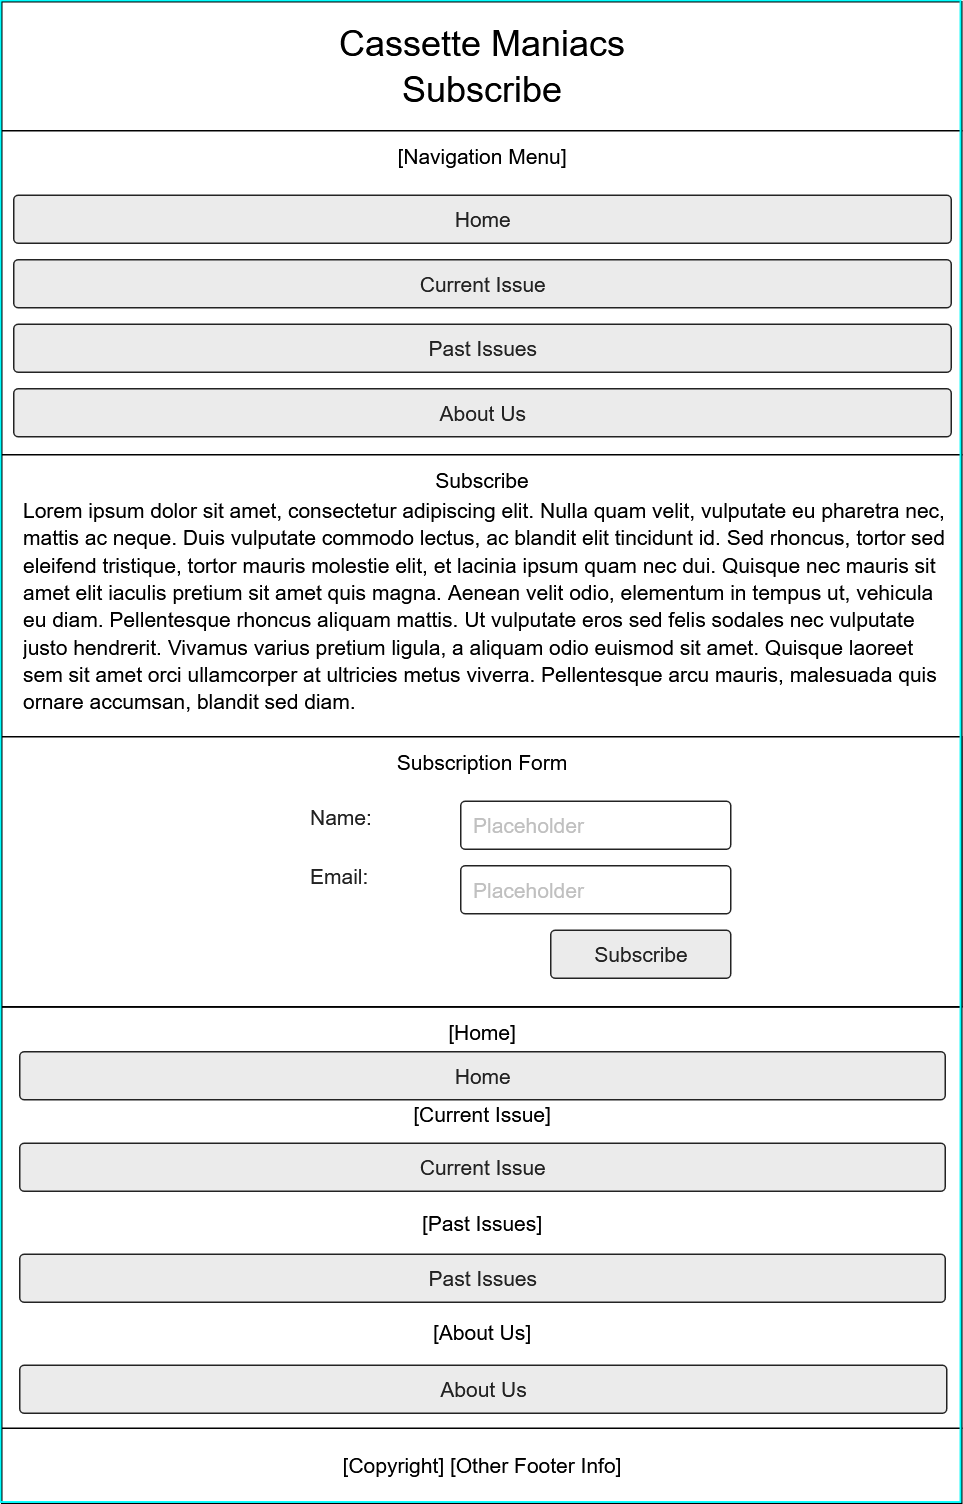 Cassette Maniacs
Subscribe
[Navigation Menu]
Home
Current Issue
Past Issues
About Us
Subscribe
Lorem ipsum dolor sit amet, consectetur adipiscing elit. Nulla quam velit, vulputate eu pharetra nec,
mattis ac neque. Duis vulputate commodo lectus, ac blandit elit tincidunt id. Sed rhoncus, tortor sed
eleifend tristique, tortor mauris molestie elit, et lacinia ipsum quam nec dui. Quisque nec mauris sit
amet elit iaculis pretium sit amet quis magna. Aenean velit odio, elementum in tempus ut, vehicula
eu diam. Pellentesque rhoncus aliquam mattis. Ut vulputate eros sed felis sodales nec vulputate
justo hendrerit. Vivamus varius pretium ligula, a aliquam odio euismod sit amet. Quisque laoreet
sem sit amet orci ullamcorper at ultricies metus viverra. Pellentesque arcu mauris, malesuada quis
ornare accumsan, blandit sed diam.
Subscription Form
Name:
Placeholder
Email:
Placeholder
Subscribe
[Home]
Home
[Current Issue]
Current Issue
[Past Issues]
Past Issues
[About Us]
About Us
[Copyright] [Other Footer Info]